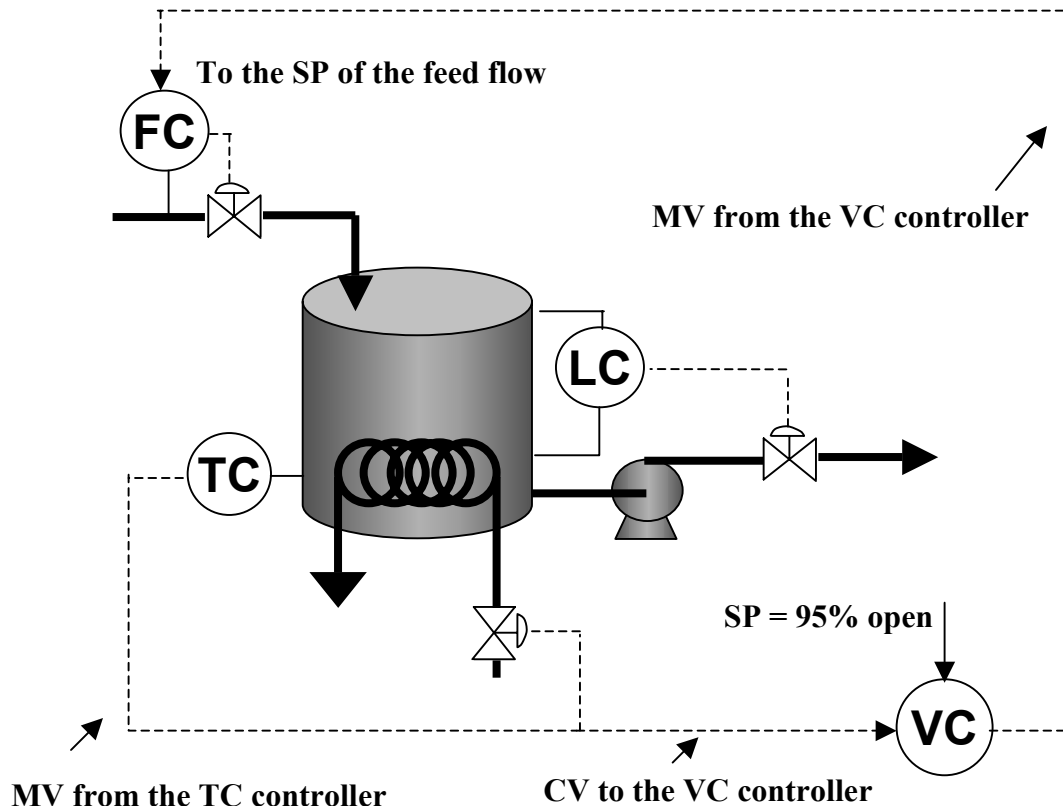 To the SP of the feed flow
FC
MV from the VC controller
LC
TC
SP = 95% open
VC
MV from the TC controller
CV to the VC controller